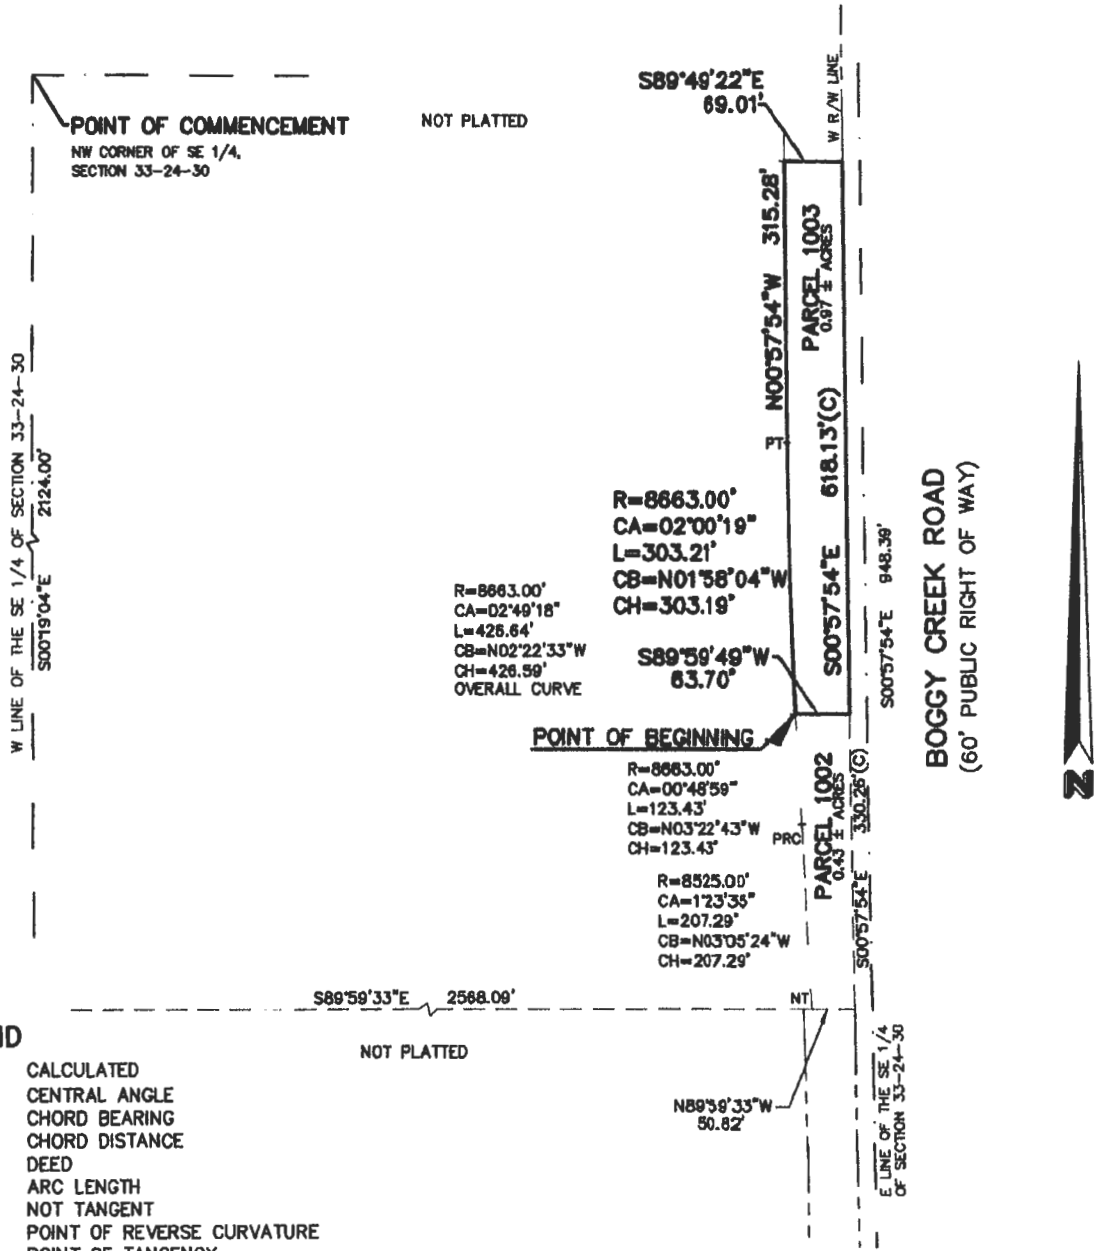 S89°49'22"E
69.01'
W R/W LINE
POINT OF COMMENCEMENT
NW CORNER OF SE 1/4,
SECTION 33-24-30
NOT PLATTED
N00°57'54"W 315.28'
PARCEL 1003
0.97 ± ACRES
PT
618.13'(C)
S00°57'54"E
W LINE OF THE SE 1/4 OF SECTION 33-24-30
S00°19'04"E 2124.00'
R=8663.00'
CA=02°00'19"
L=303.21'
CB=N01°58'04"W
CH=303.19'
R=8663.00'
CA=02°49'18"
L=426.64'
CB=N02°22'33"W
CH=426.59'
OVERALL CURVE
S89°59'49"W
63.70'
S00°57'54"E 948.39'
BOGGY CREEK ROAD
(60' PUBLIC RIGHT OF WAY)
N
POINT OF BEGINNING
R=8663.00'
CA=00°48'59"
L=123.43'
CB=N03°22'43"W
CH=123.43'
PRC
PARCEL 1002
0.43 ± ACRES
S00°57'54"E 330.26'(C)
R=8525.00'
CA=1°23'35"
L=207.29'
CB=N03°05'24"W
CH=207.29'
S89°59'33"E 2568.09'
NT
NOT PLATTED
N89°59'33"W
50.82'
E LINE OF THE SE 1/4
OF SECTION 33-24-30
ND
CALCULATED
CENTRAL ANGLE
CHORD BEARING
CHORD DISTANCE
DEED
ARC LENGTH
NOT TANGENT
POINT OF REVERSE CURVATURE
POINT OF TANGENCY